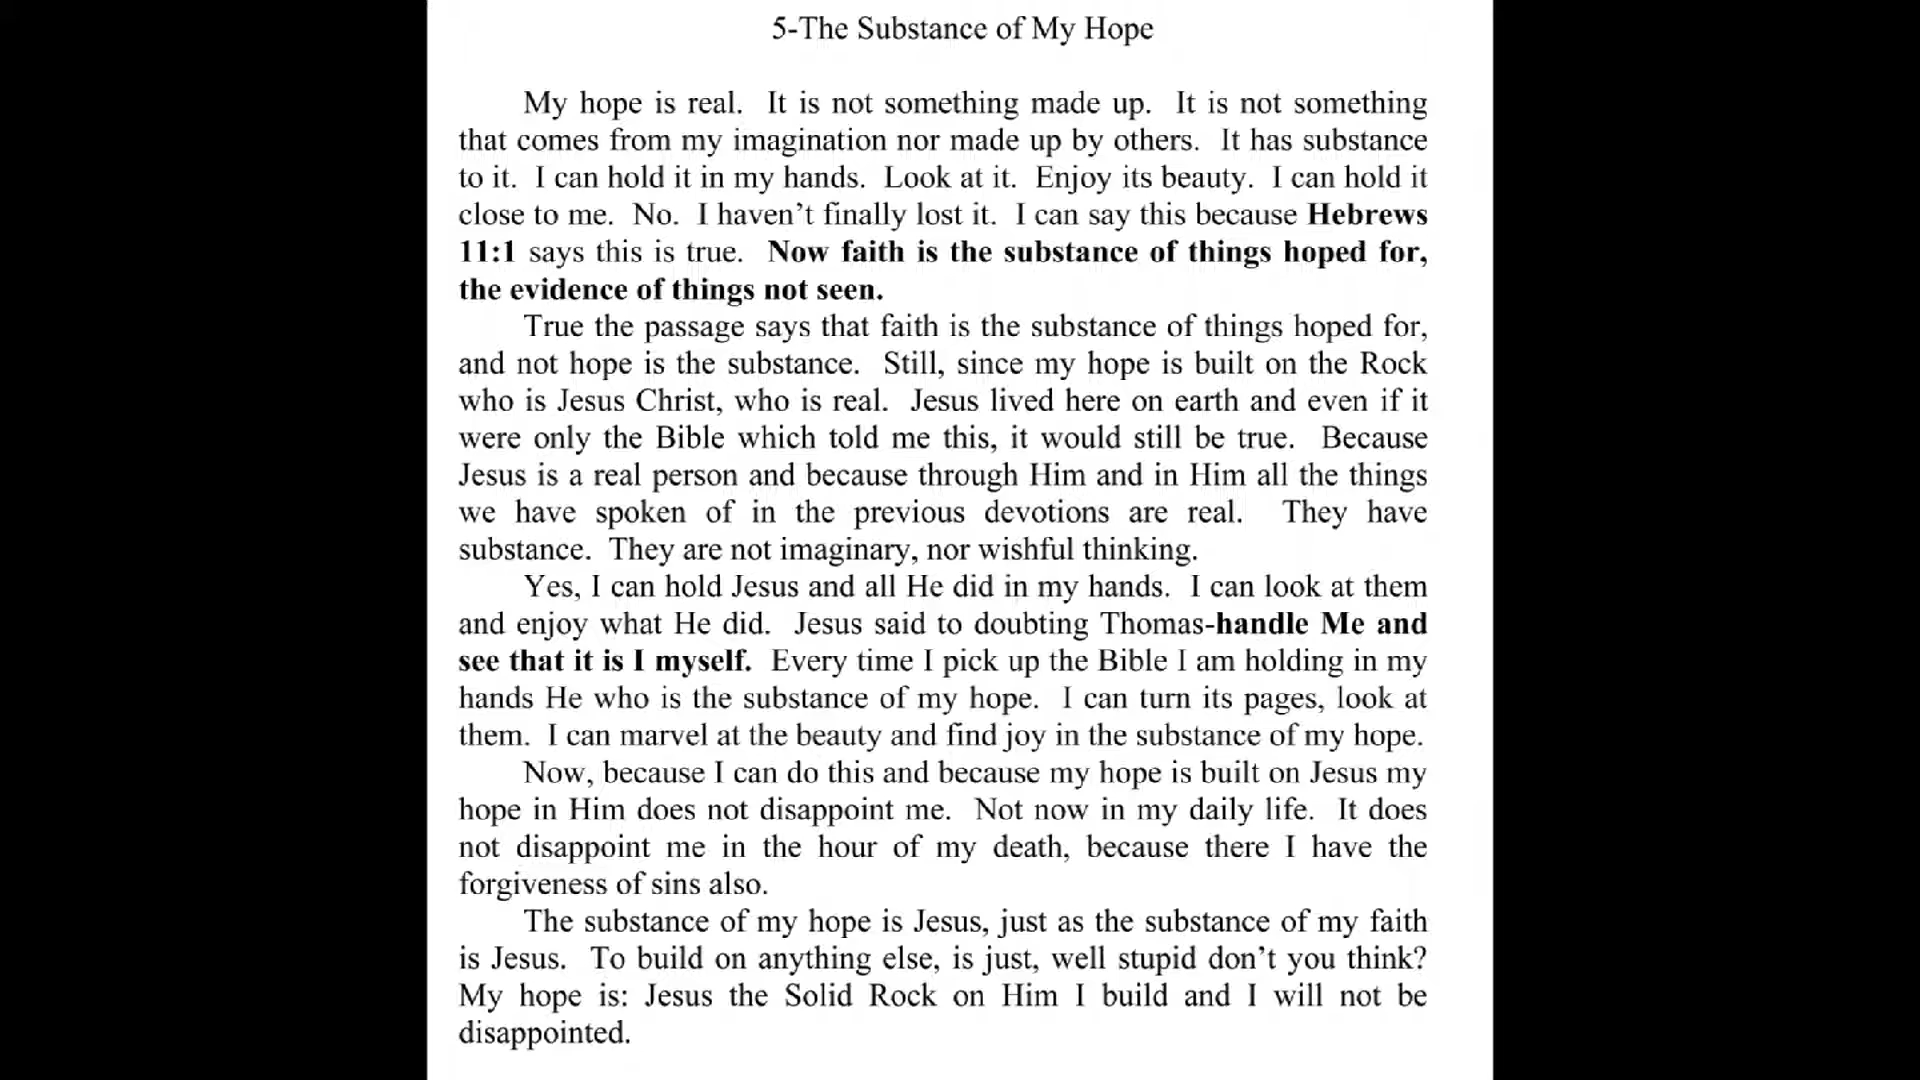 5-The Substance of My Hope
My hope is real. It is not something made up. It is not something
that comes from my imagination nor made up by others. It has substance
to it. I can hold it in my hands. Look at it. Enjoy its beauty. I can hold it
close to me. No. I haven’t finally lost it. I can say this because Hebrews
11:1 says this is true. Now faith is the substance of things hoped for,
the evidence of things not seen.
True the passage says that faith is the substance of things hoped for,
and not hope is the substance. Still, since my hope is built on the Rock
who is Jesus Christ, who is real. Jesus lived here on earth and even if it
were only the Bible which told me this, it would still be true. Because
Jesus is a real person and because through Him and in Him all the things
we have spoken of in the previous devotions are real. They have
substance. They are not imaginary, nor wishful thinking.
Yes, I can hold Jesus and all He did in my hands. I can look at them
and enjoy what He did. Jesus said to doubting Thomas-handle Me and
see that it is I myself. Every time I pick up the Bible I am holding in my
hands He who is the substance of my hope. I can turn its pages, look at
them. I can marvel at the beauty and find joy in the substance of my hope.
Now, because I can do this and because my hope is built on Jesus my
hope in Him does not disappoint me. Not now in my daily life. It does
not disappoint me in the hour of my death, because there I have the
forgiveness of sins also.
The substance of my hope is Jesus, just as the substance of my faith
is Jesus. To build on anything else, is just, well stupid don’t you think?
My hope is: Jesus the Solid Rock on Him I build and I will not be
disappointed.